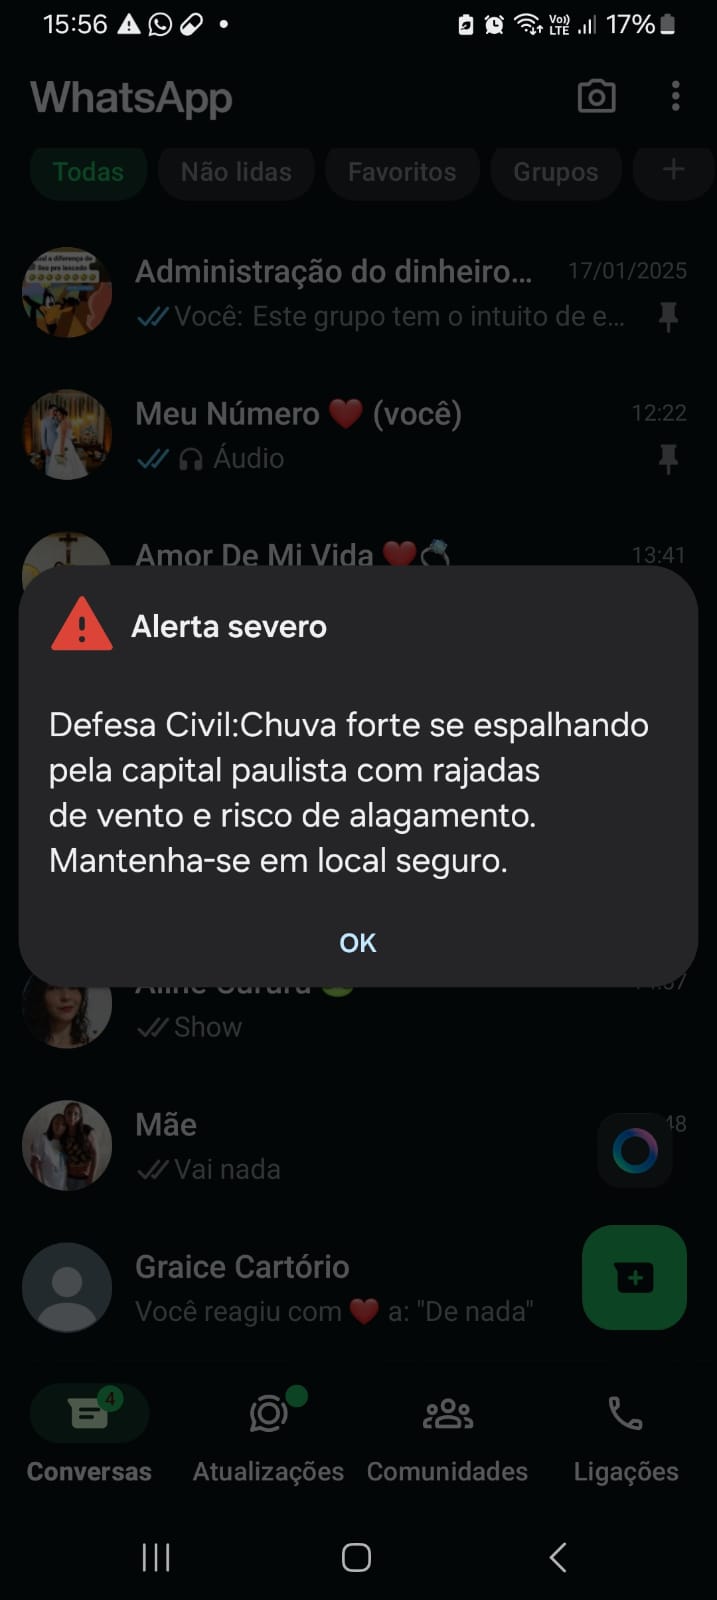 15:56
Vo)) LTE 17%
WhatsApp
Todas Não lidas Favoritos Grupos +
Administração do dinheiro... 17/01/2025
Você: Este grupo tem o intuito de e...
Meu Número ❤️ (você) 12:22
Áudio
Amor De Mi Vida ❤️💍 13:41
Alerta severo
Defesa Civil:Chuva forte se espalhando
pela capital paulista com rajadas
de vento e risco de alagamento.
Mantenha-se em local seguro.
OK
Show
Mãe 48
Vai nada
Graice Cartório
Você reagiu com ❤️ a: "De nada"
4
Conversas Atualizações Comunidades Ligações